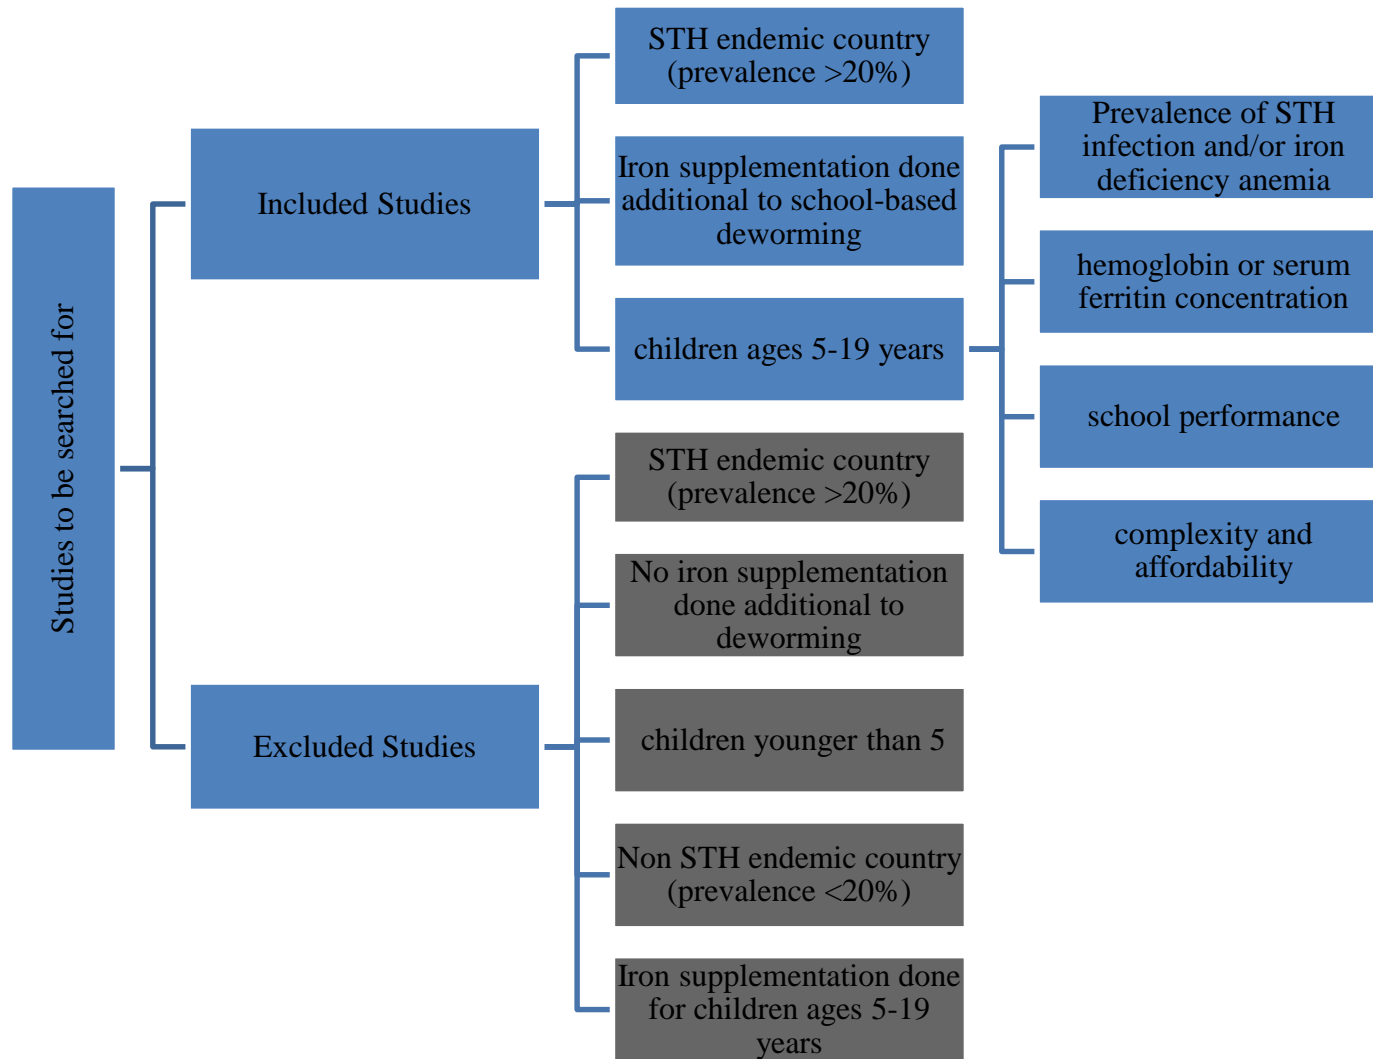 Studies to be searched for
Included Studies
STH endemic country
(prevalence >20%)
Iron supplementation done
additional to school-based
deworming
children ages 5-19 years
Prevalence of STH
infection and/or iron
deficiency anemia
hemoglobin or serum
ferritin concentration
school performance
complexity and
affordability
Excluded Studies
STH endemic country
(prevalence >20%)
No iron supplementation
done additional to
deworming
children younger than 5
Non STH endemic country
(prevalence <20%)
Iron supplementation done
for children ages 5-19
years